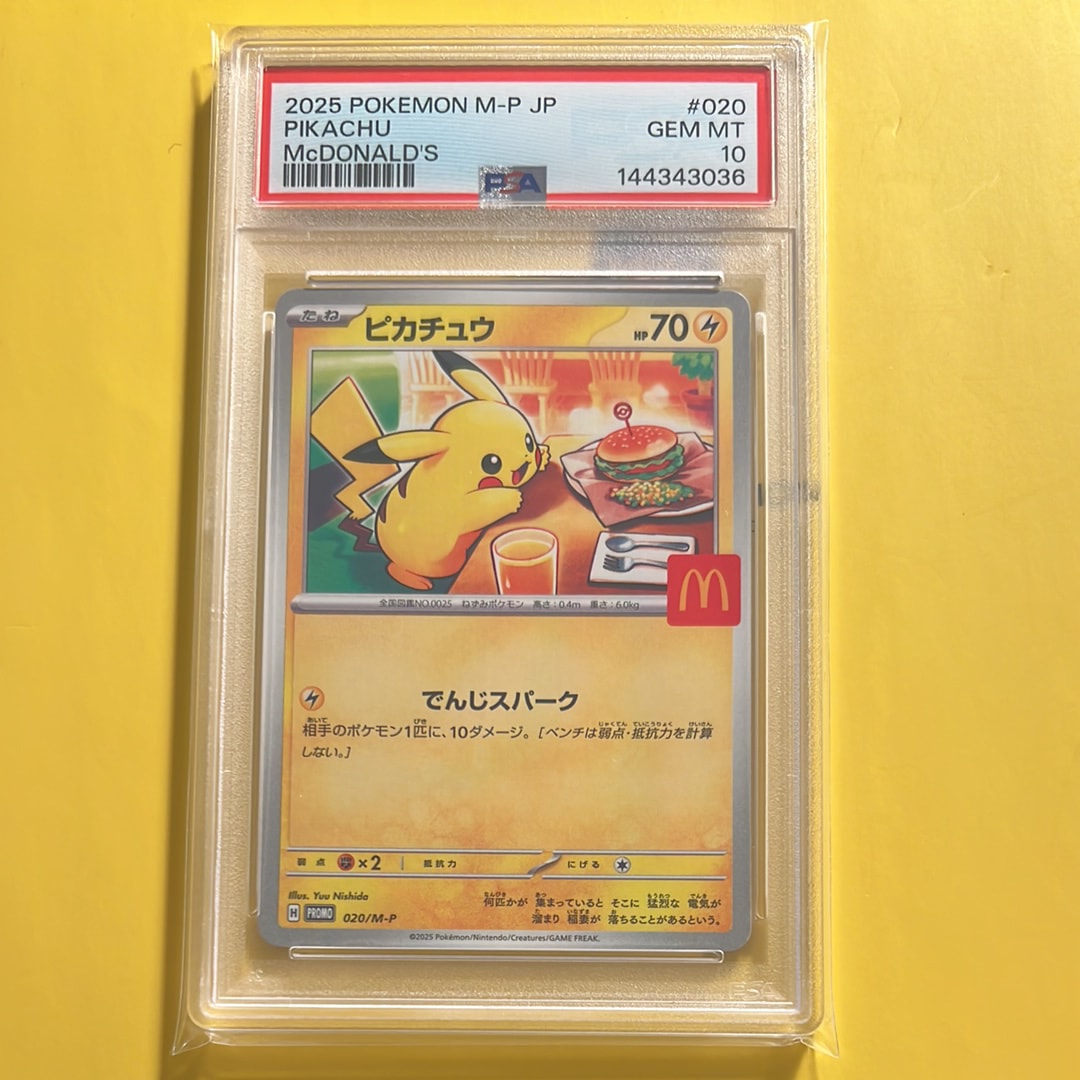 2025 POKEMON M-P JP
#020
PIKACHU
GEM MT
McDONALD'S
10
PSA
144343036
たね
ピカチュウ
HP70
全国図鑑NO.0025 ねずみポケモン 高さ:0.4m 重さ:6.0kg
でんじスパーク
相手のポケモン1匹に、10ダメージ。[ベンチは弱点・抵抗力を計算
しない。]
弱点 ×2 抵抗力 にげる
Illus. Yuu Nishida
何匹かが 集まっていると そこに 猛烈な 電気が
溜まり 稲妻が 落ちることがあるという。
H PROMO 020/M-P
©2025 Pokémon/Nintendo/Creatures/GAME FREAK.